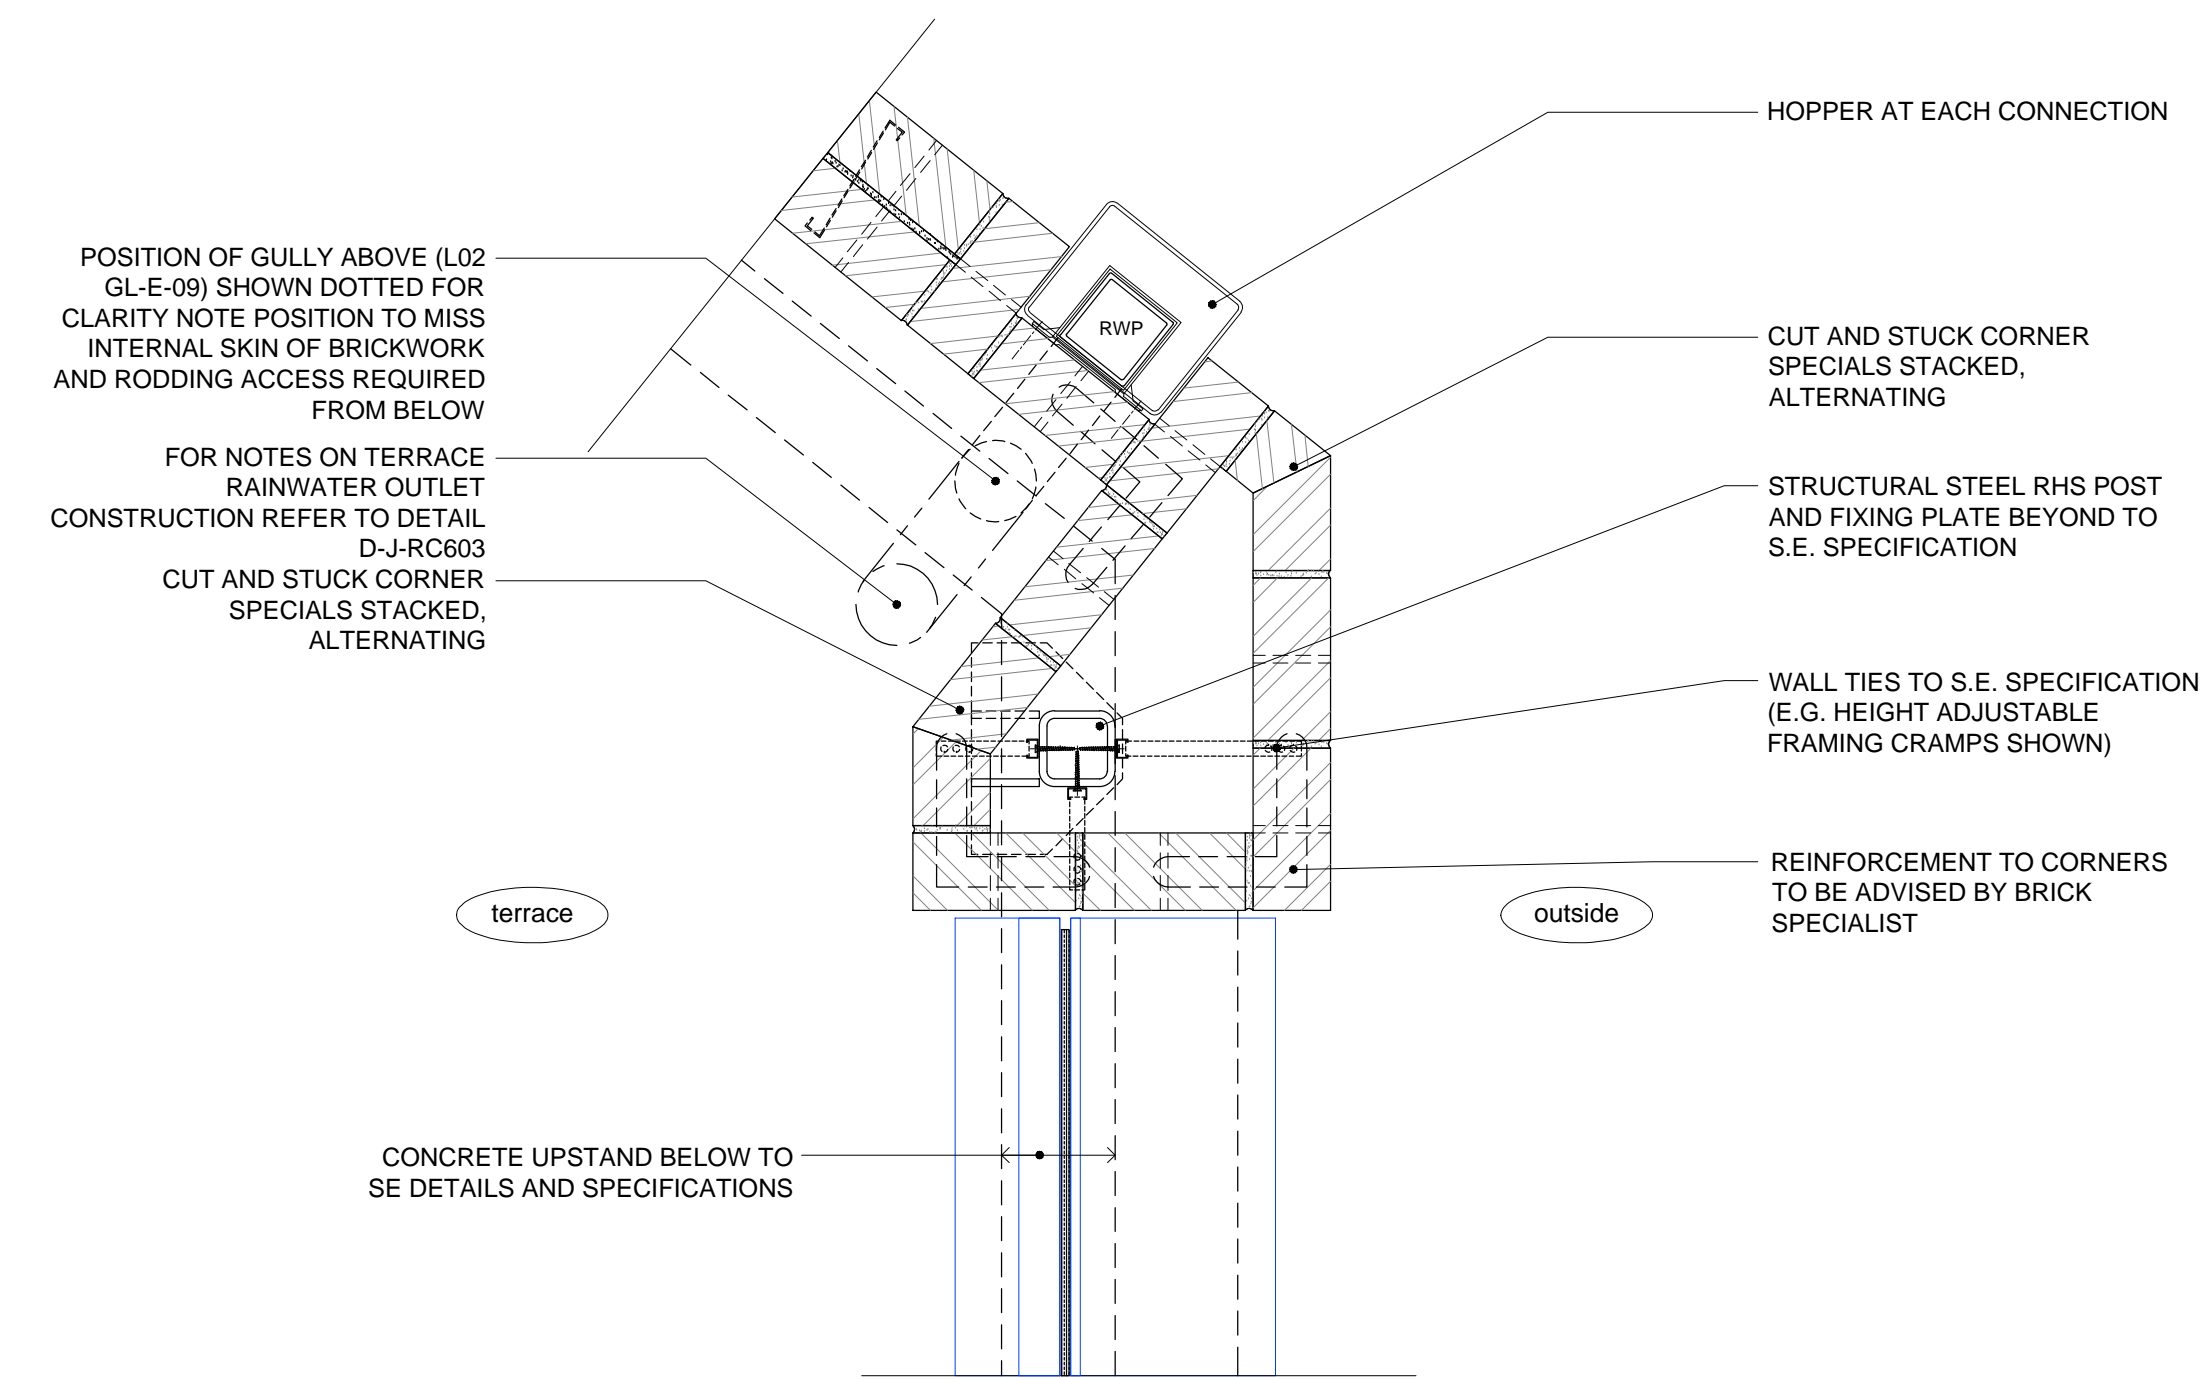 HOPPER AT EACH CONNECTION
POSITION OF GULLY ABOVE (L02
GL-E-09) SHOWN DOTTED FOR
CLARITY NOTE POSITION TO MISS
INTERNAL SKIN OF BRICKWORK
AND RODDING ACCESS REQUIRED
FROM BELOW
RWP
CUT AND STUCK CORNER
SPECIALS STACKED,
ALTERNATING
FOR NOTES ON TERRACE
RAINWATER OUTLET
CONSTRUCTION REFER TO DETAIL
D-J-RC603
STRUCTURAL STEEL RHS POST
AND FIXING PLATE BEYOND TO
S.E. SPECIFICATION
CUT AND STUCK CORNER
SPECIALS STACKED,
ALTERNATING
WALL TIES TO S.E. SPECIFICATION
(E.G. HEIGHT ADJUSTABLE
FRAMING CRAMPS SHOWN)
REINFORCEMENT TO CORNERS
TO BE ADVISED BY BRICK
SPECIALIST
terrace
outside
CONCRETE UPSTAND BELOW TO
SE DETAILS AND SPECIFICATIONS